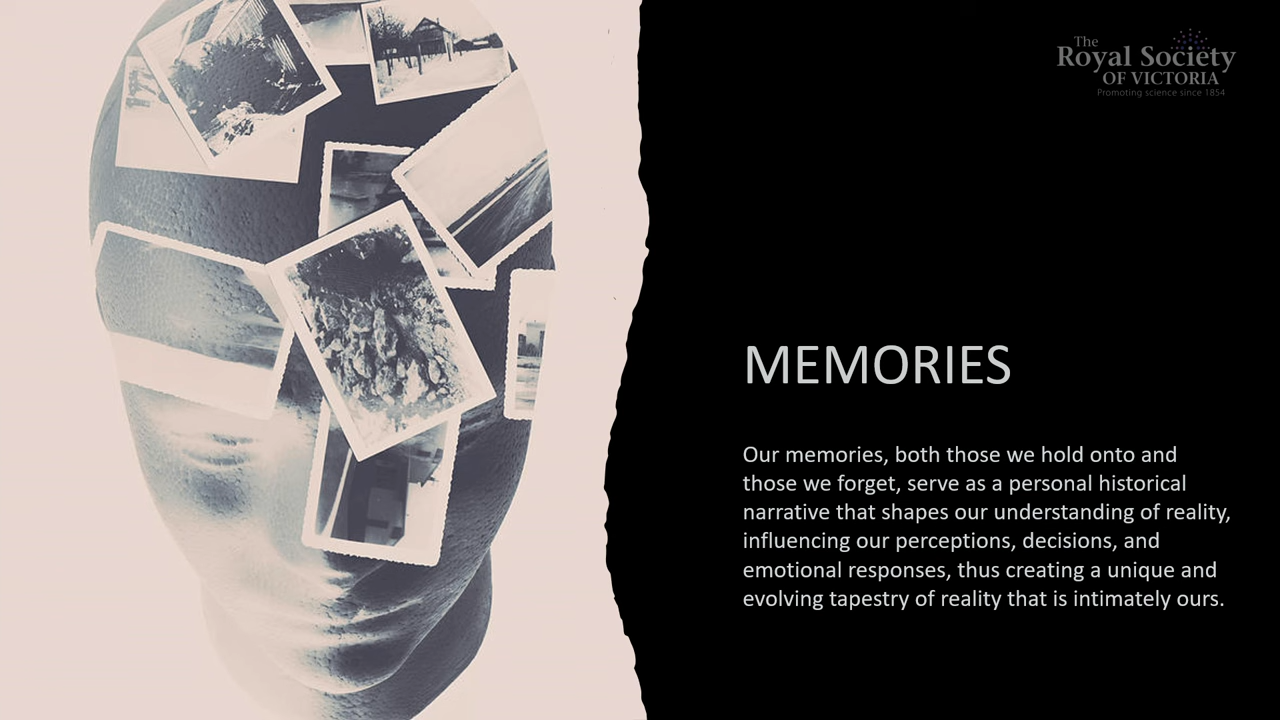 The
Royal Society
OF VICTORIA
Promoting science since 1854
MEMORIES
Our memories, both those we hold onto and
those we forget, serve as a personal historical
narrative that shapes our understanding of reality,
influencing our perceptions, decisions, and
emotional responses, thus creating a unique and
evolving tapestry of reality that is intimately ours.